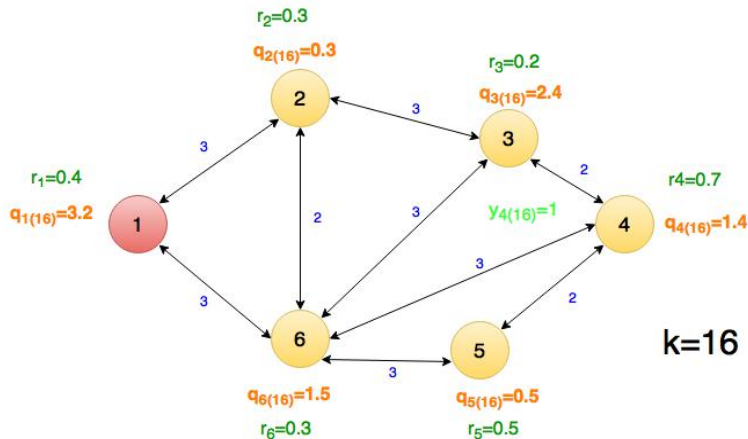 r2=0.3
q2(16)=0.3
2
r3=0.2
q3(16)=2.4
3
3
3
r1=0.4
q1(16)=3.2
1
2
r4=0.7
q4(16)=1.4
4
y4(16)=1
3
2
3
3
2
6
5
3
k=16
q6(16)=1.5
r6=0.3
q5(16)=0.5
r5=0.5